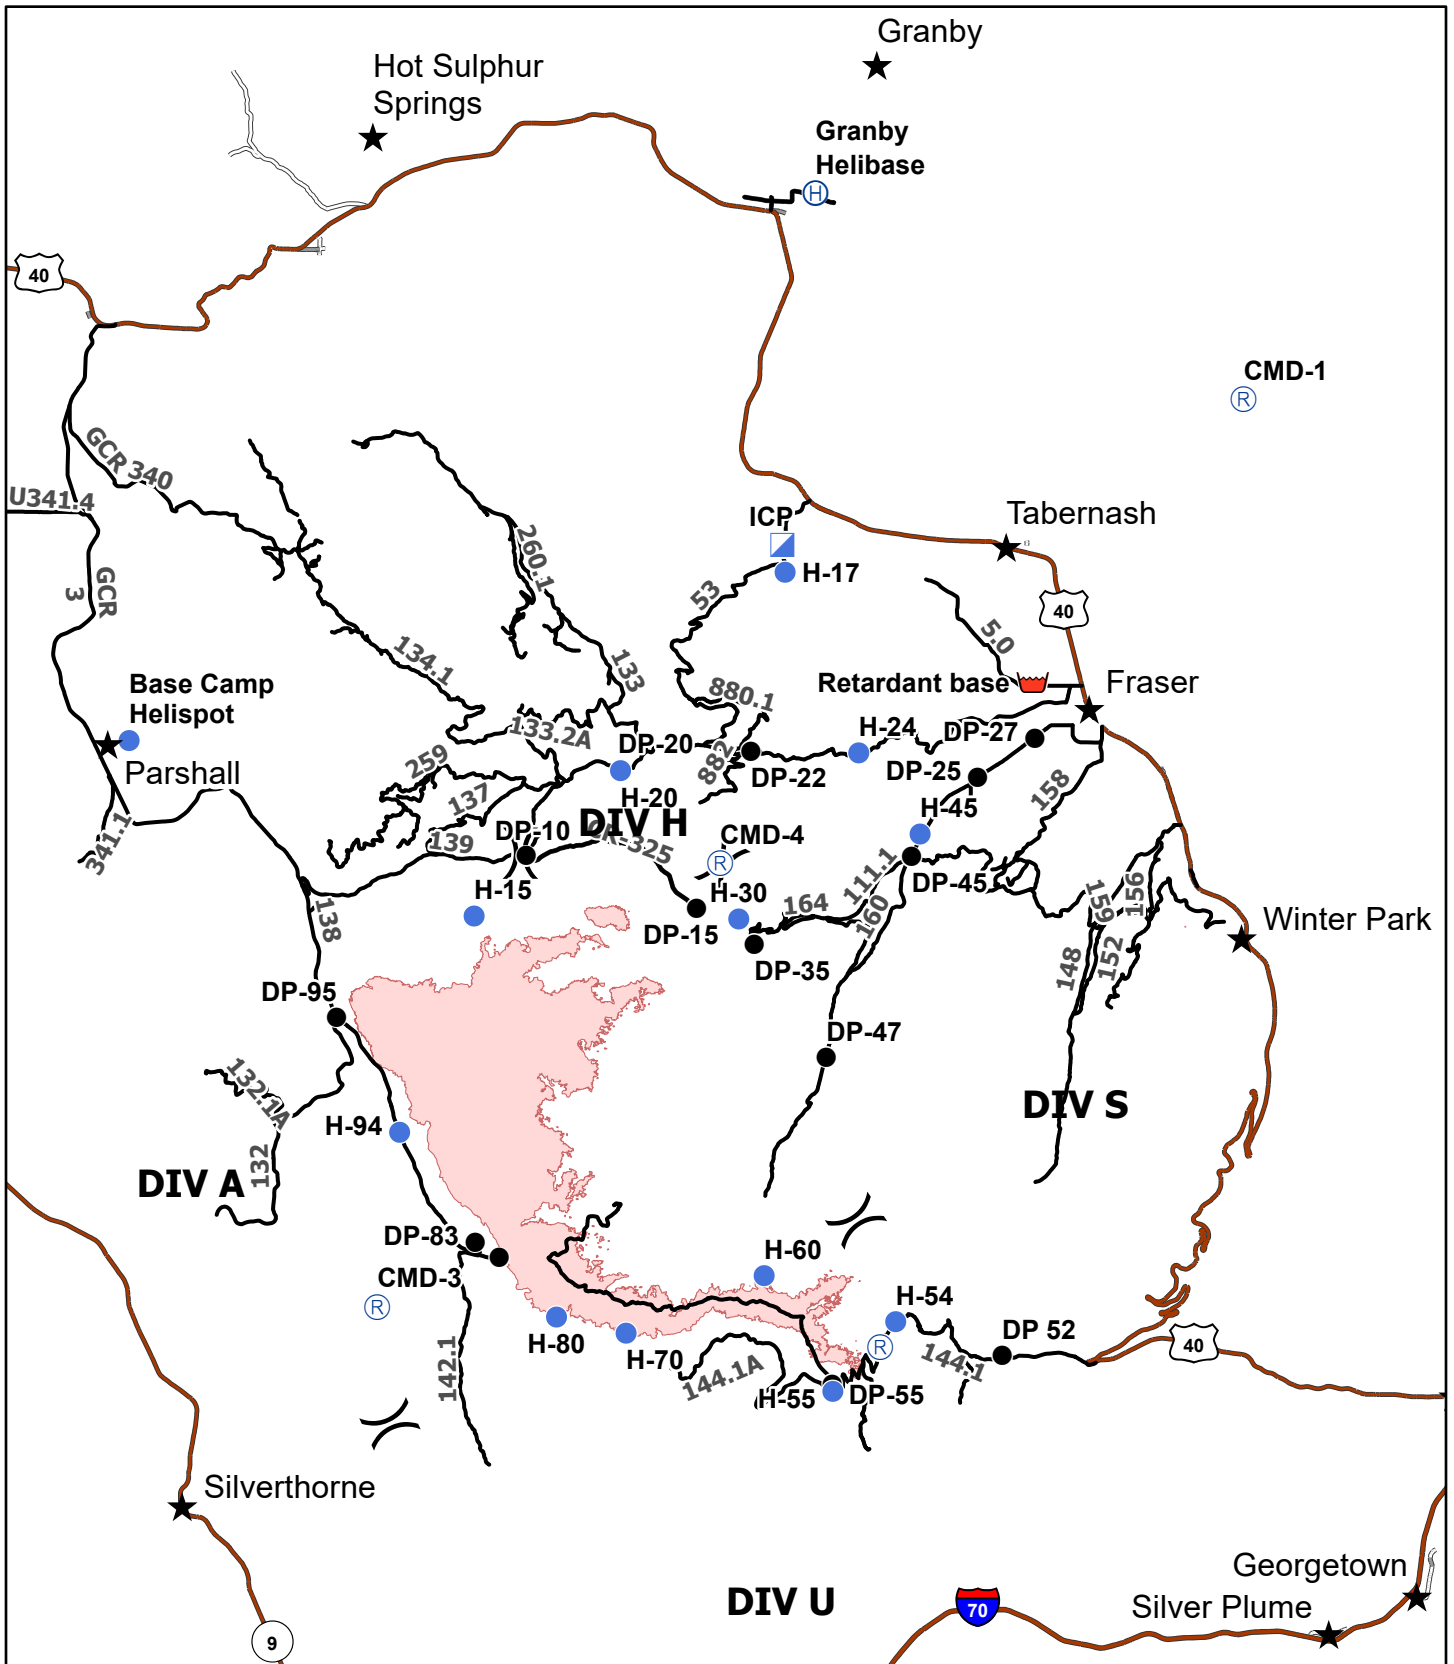 Granby
Hot Sulphur
Springs
Granby
Helibase
H
40
CMD-1
R
GCR 340
U341.4
ICP
Tabernash
H-17
260.1
53
GCR
3
40
5.0
134.1
133
Base Camp
Helispot
880.1
Retardant base
Fraser
133.2A
DP-20
H-24
DP-27
882
DP-22
DP-25
Parshall
259
137
H-20
158
H-45
DIV H
DP-10
CMD-4
341.1
139
CR-325
R
111.1
DP-45
H-15
H-30
164
159
156
138
DP-15
160
Winter Park
DP-35
148
152
DP-95
DP-47
132.1A
DIV S
H-94
132
DIV A
DP-83
H-60
CMD-3
R
H-54
H-80
H-70
R
DP 52
40
142.1
144.1A
144.1
H-55
DP-55
Silverthorne
Georgetown
DIV U
70
Silver Plume
9